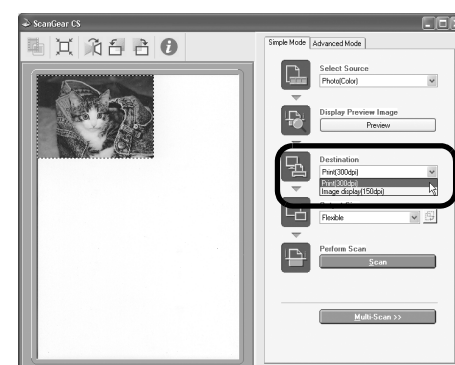 ScanGear CS
Simple Mode Advanced Mode
Select Source
Photo(Color)
Display Preview Image
Preview
Destination
Print(300dpi)
Print(300dpi)
Image display(150dpi)
Flexible
Perform Scan
Scan
Multi-Scan >>